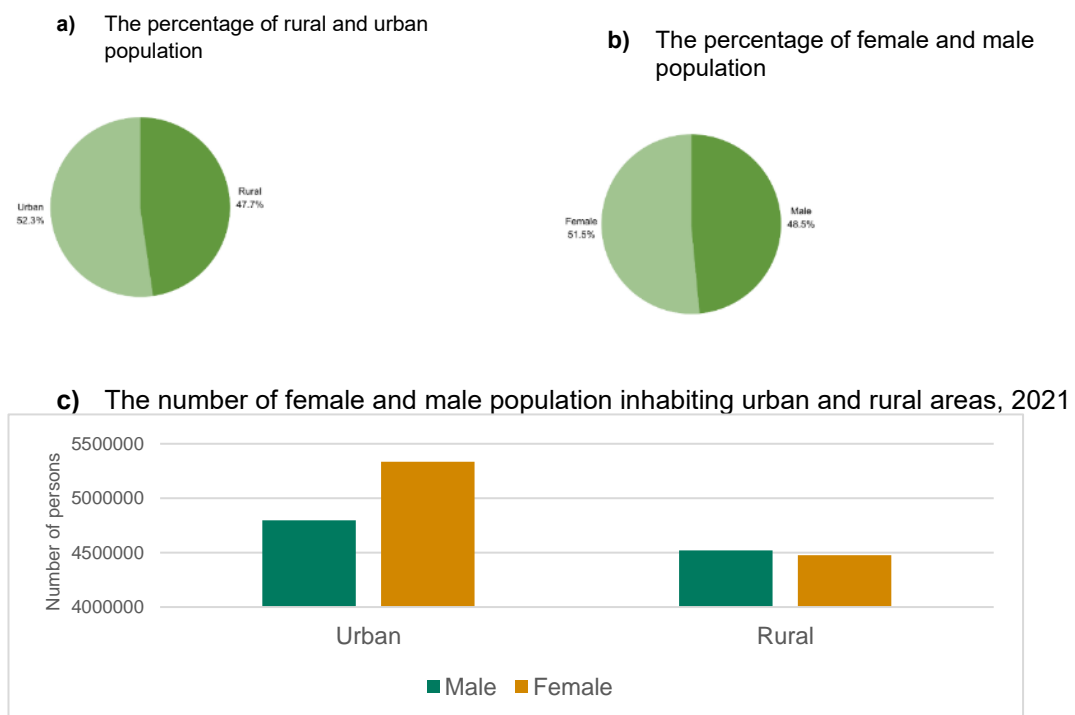 a) The percentage of rural and urban
population
b) The percentage of female and male
population
Rural
47.7%
Urban
52.3%
Male
48.5%
Female
51.5%
c) The number of female and male population inhabiting urban and rural areas, 2021
Number of persons
5500000
5000000
4500000
4000000
Urban Rural
Male Female